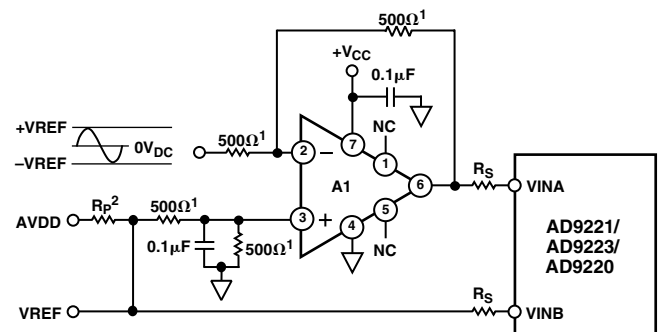 500Ω¹
+VCC
0.1µF
+VREF
0VDC
−VREF
500Ω¹
NC
2
−
7
1
A1
6
RS
VINA
AVDD
RP²
500Ω¹
3
+
4
5
0.1µF
500Ω¹
NC
AD9221/
AD9223/
AD9220
VREF
RS
VINB